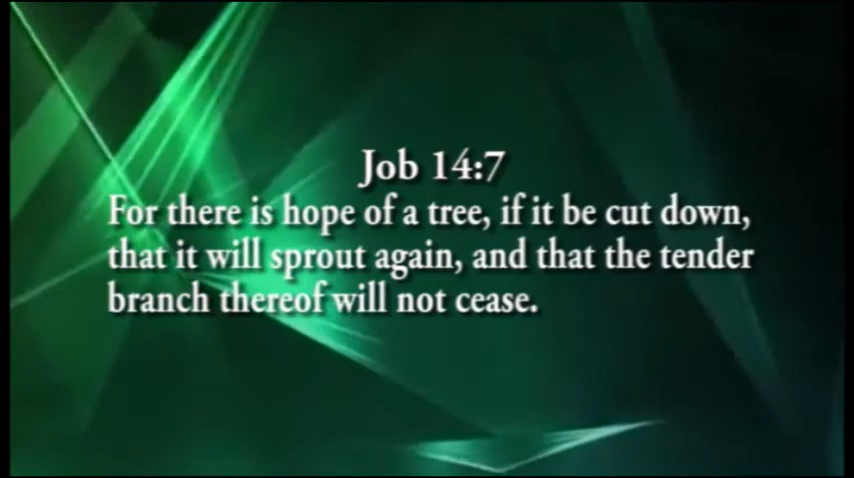 Job 14:7
For there is hope of a tree, if it be cut down,
that it will sprout again, and that the tender
branch thereof will not cease.